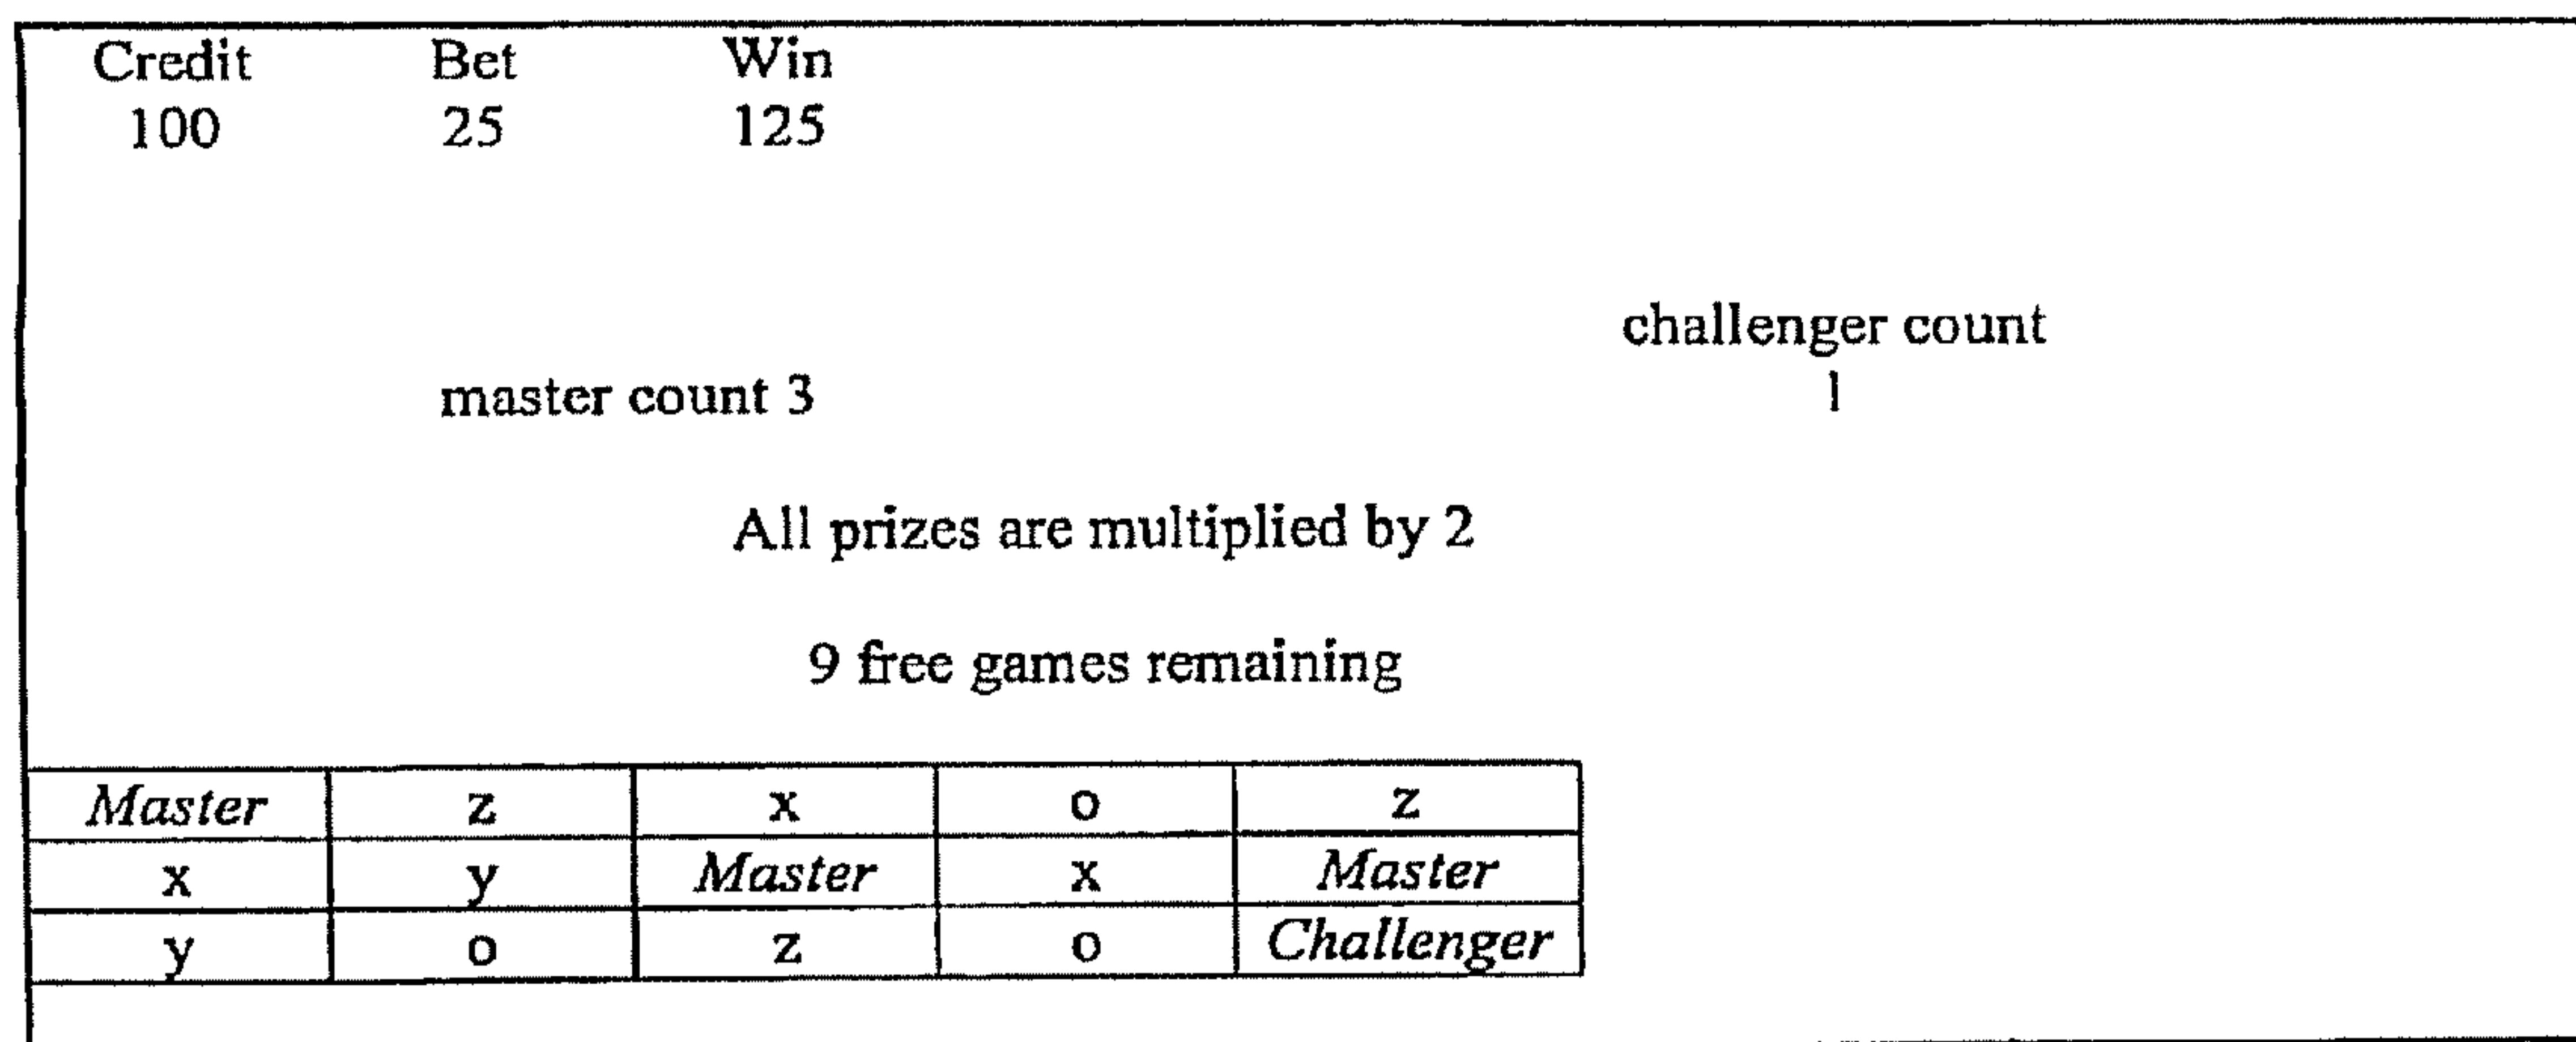 Credit Bet Win
100 25 125
challenger count
master count 3 1
All prizes are multiplied by 2
9 free games remaining
Master z x o z
x y Master x Master
y o z o Challenger